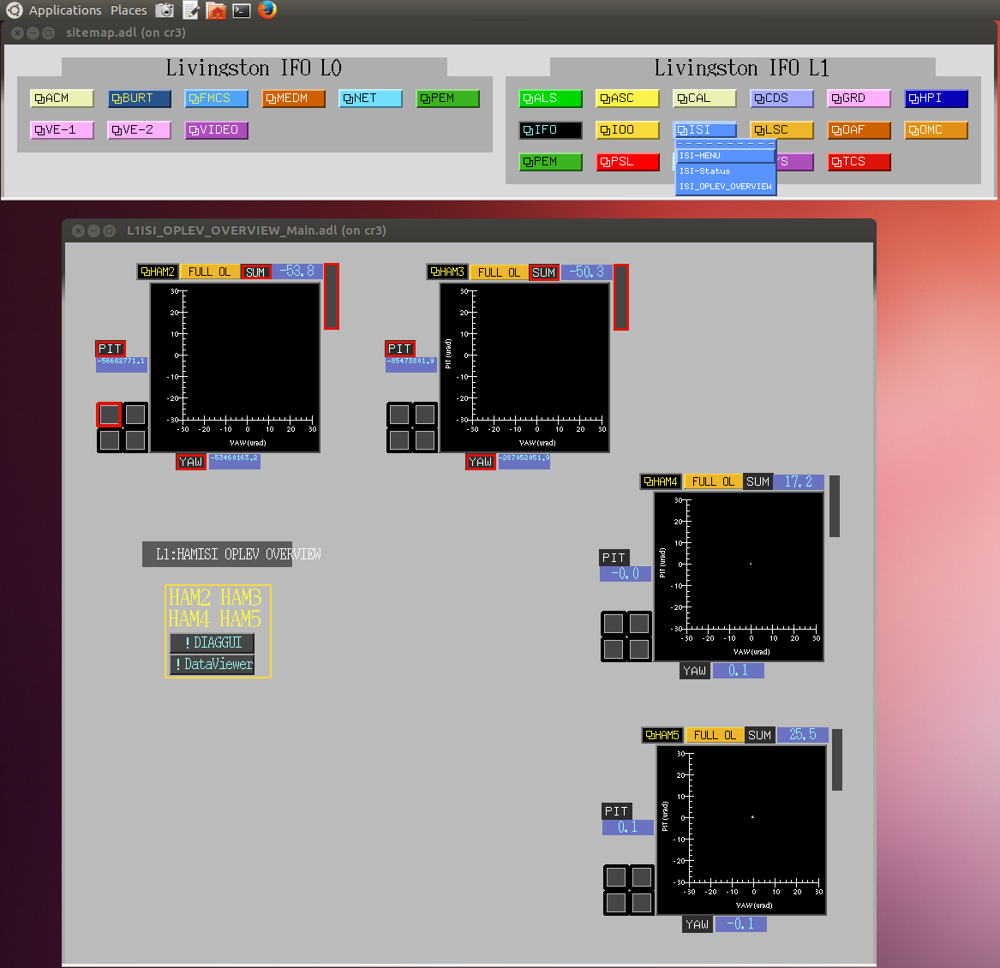 Applications Places
sitemap.adl (on cr3)
Livingston IFO L0
Livingston IFO L1
ACM BURT FMCS MEDM NET PEM
ALS ASC CAL CDS GRD HPI
VE-1 VE-2 VIDEO
IFO IOO ISI LSC OAF OMC
PEM PSL YS TCS
ISI-MENU
ISI-Status
ISI_OPLEV_OVERVIEW
L1ISI_OPLEV_OVERVIEW_Main.adl (on cr3)
HAM2 FULL OL SUM -53.8
30
20
10
0
-10
-20
-30
-30 -20 -10 0 10 20 30
YAW (urad)
PIT
-56682771.1
YAW -53460163.2
HAM3 FULL OL SUM -50.3
30
20
10
0
-10
-20
-30
PIT (urad)
-30 -20 -10 0 10 20 30
YAW (urad)
PIT
-85473801.9
YAW -287052051.9
HAM4 FULL OL SUM 17.2
30
20
10
0
-10
-20
-30
PIT (urad)
-30 -20 -10 0 10 20 30
YAW (urad)
PIT
-0.0
YAW 0.1
L1:HAMISI OPLEV OVERVIEW
HAM2 HAM3
HAM4 HAM5
! DIAGGUI
! DataViewer
HAM5 FULL OL SUM 25.5
30
20
10
0
-10
-20
-30
PIT (urad)
-30 -20 -10 0 10 20 30
YAW (urad)
PIT
0.1
YAW -0.1